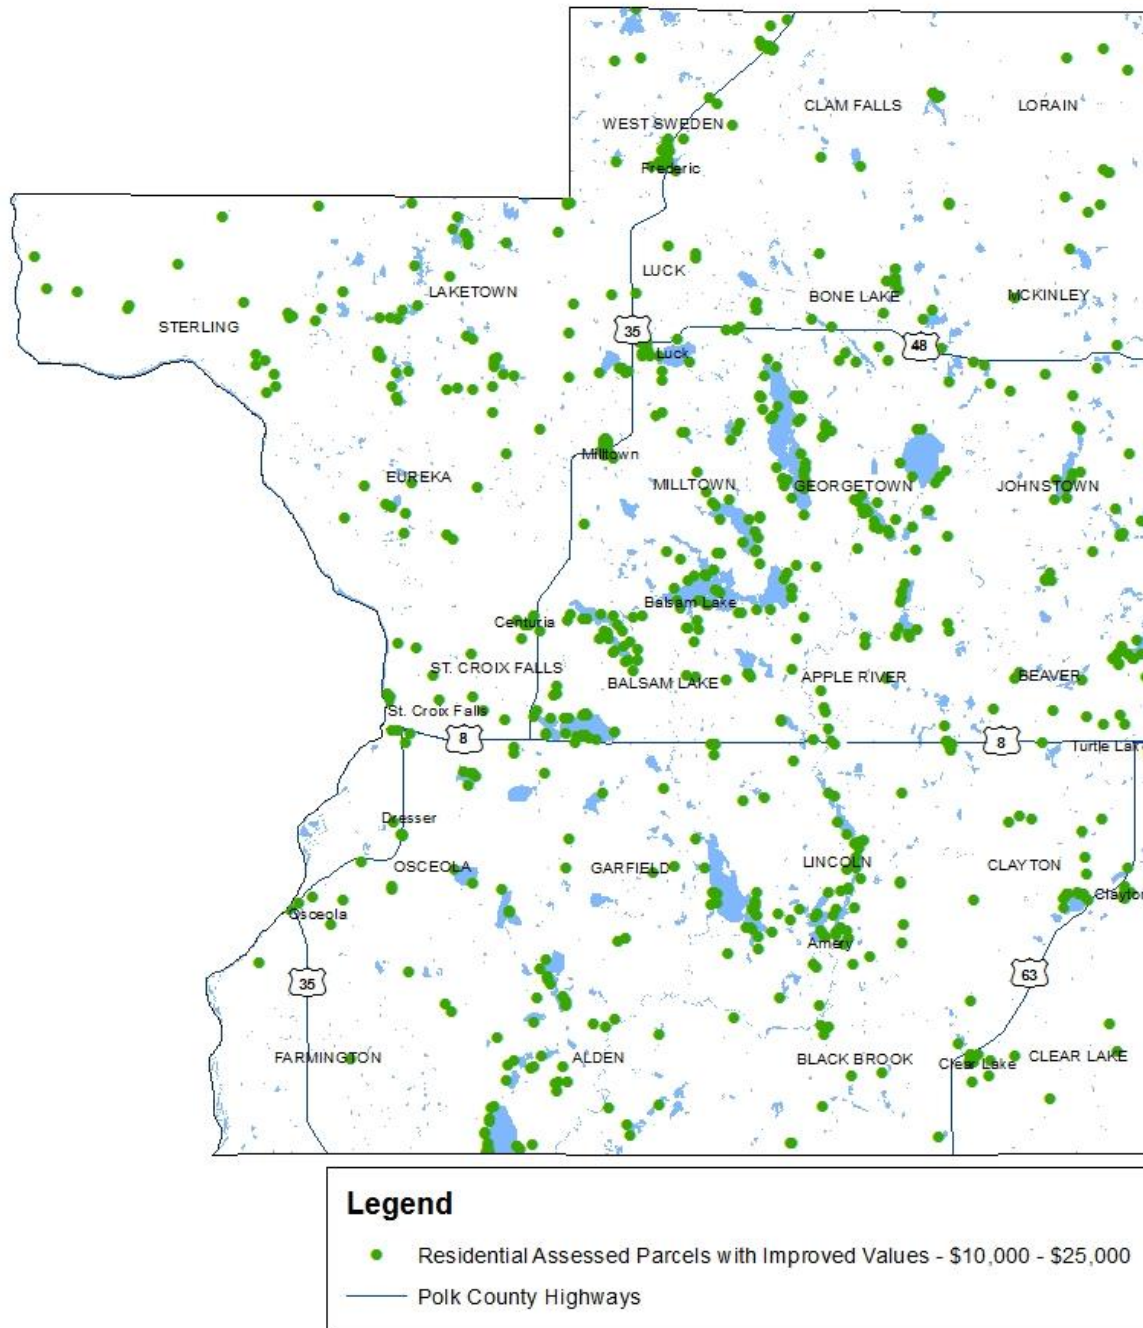 CLAM FALLS
LORAIN
WEST SWEDEN
Frederic
LUCK
LAKETOWN
BONE LAKE
MCKINLEY
STERLING
35
48
Luck
Milltown
EUREKA
MILLTOWN
GEORGETOWN
JOHNSTOWN
Balsam Lake
Centuria
ST. CROIX FALLS
BALSAM LAKE
APPLE RIVER
BEAVER
St. Croix Falls
8
8
Turtle Lake
Dresser
OSCEOLA
GARFIELD
LINCOLN
CLAYTON
Clayton
Osceola
Amery
35
63
FARMINGTON
ALDEN
BLACK BROOK
Clear Lake
CLEAR LAKE
Legend
Residential Assessed Parcels with Improved Values - $10,000 - $25,000
Polk County Highways